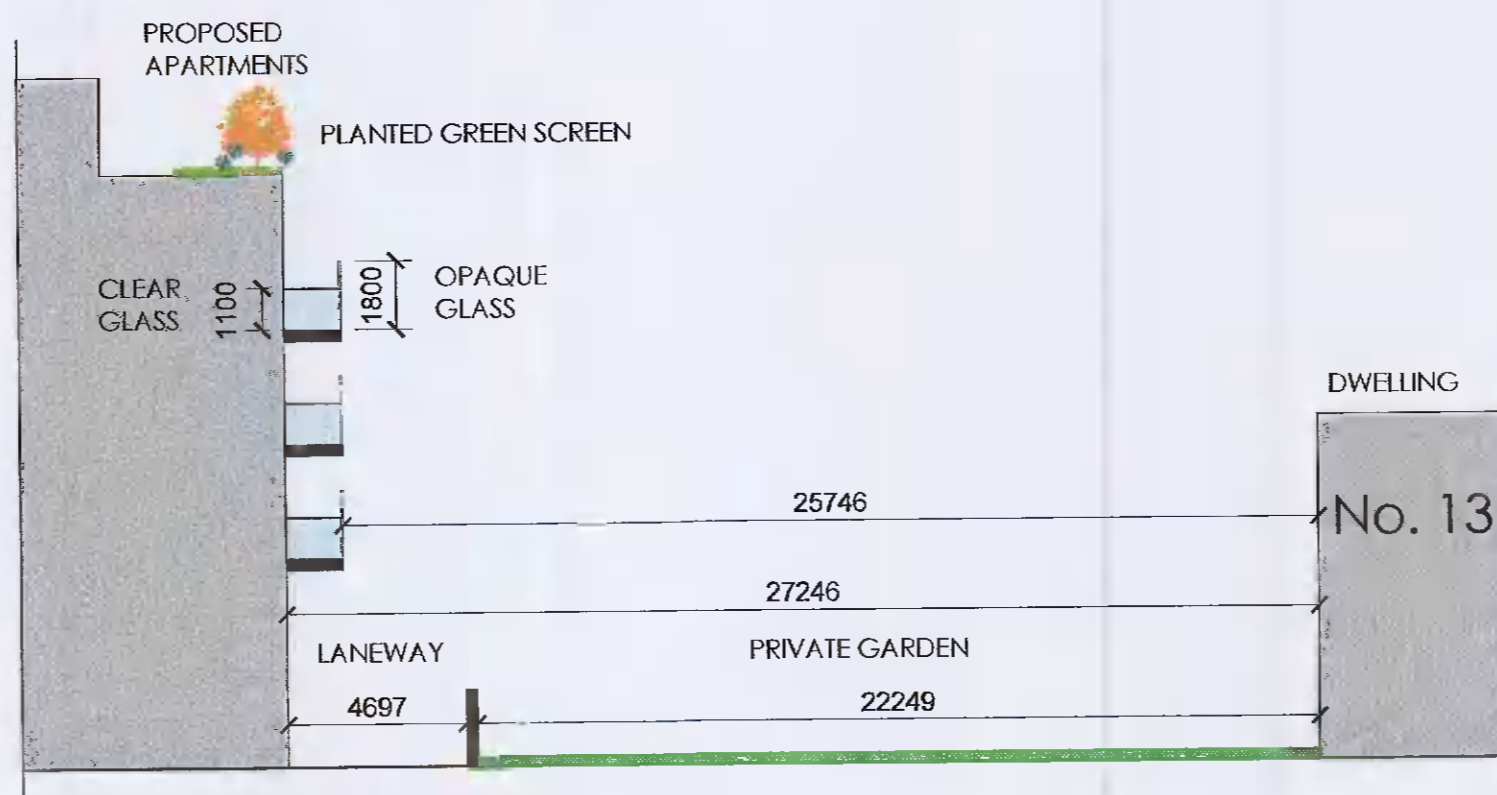 PROPOSED
APARTMENTS
PLANTED GREEN SCREEN
CLEAR
GLASS
1100
1800
OPAQUE
GLASS
DWELLING
25746
No. 13
27246
LANEWAY
PRIVATE GARDEN
4697
22249